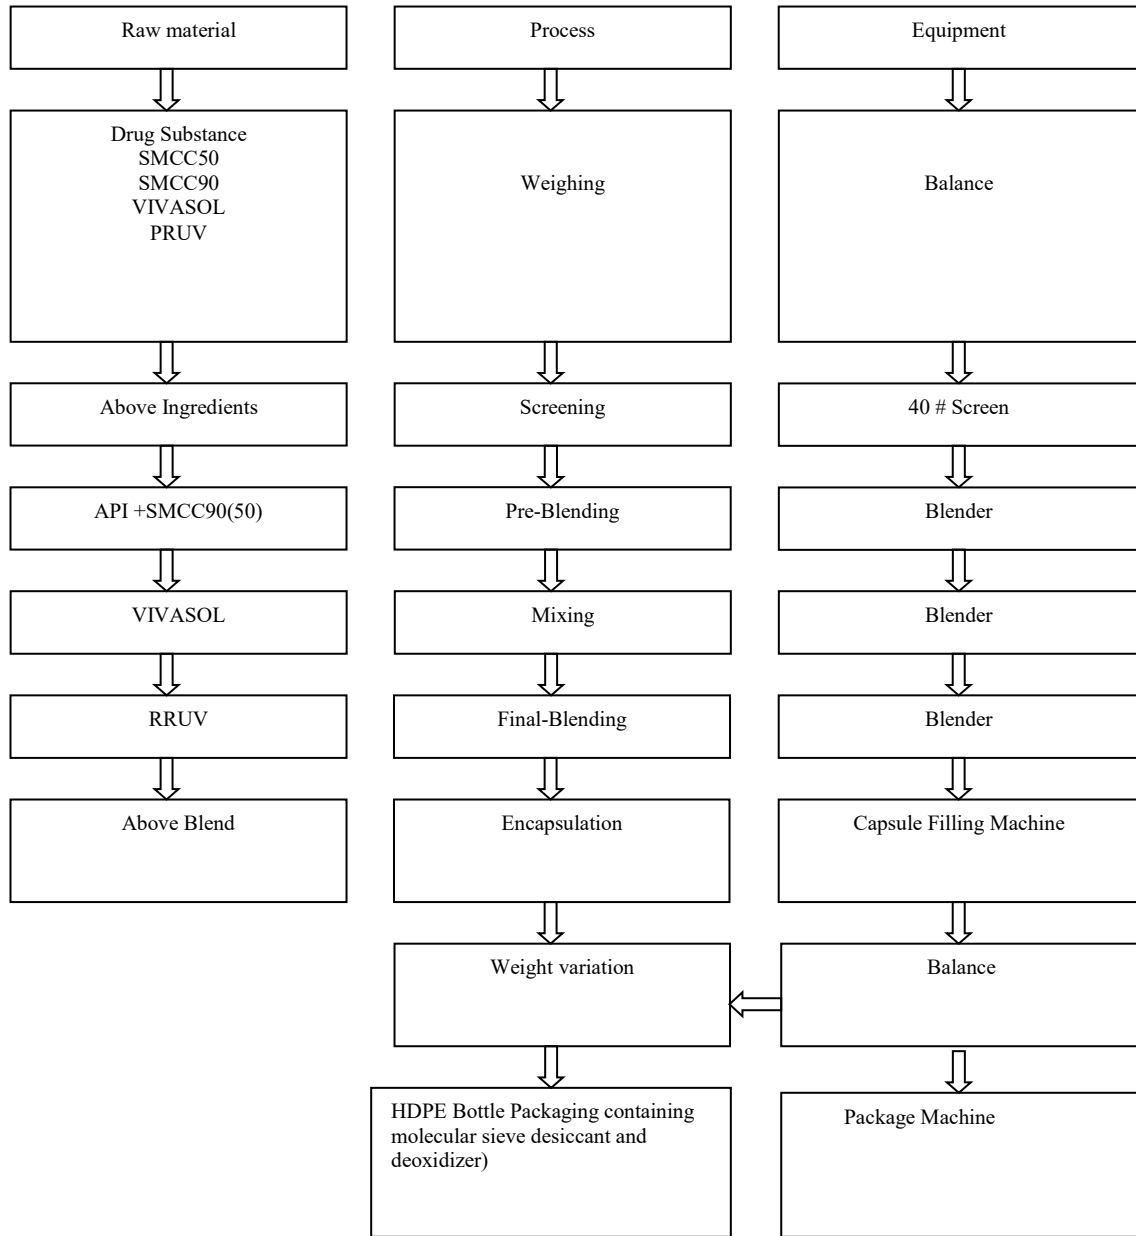 Raw material
Process
Equipment
Drug Substance
SMCC50
SMCC90
VIVASOL
PRUV
Weighing
Balance
Above Ingredients
Screening
40 # Screen
API +SMCC90(50)
Pre-Blending
Blender
VIVASOL
Mixing
Blender
RRUV
Final-Blending
Blender
Above Blend
Encapsulation
Capsule Filling Machine
Weight variation
Balance
HDPE Bottle Packaging containing
molecular sieve desiccant and
deoxidizer)
Package Machine